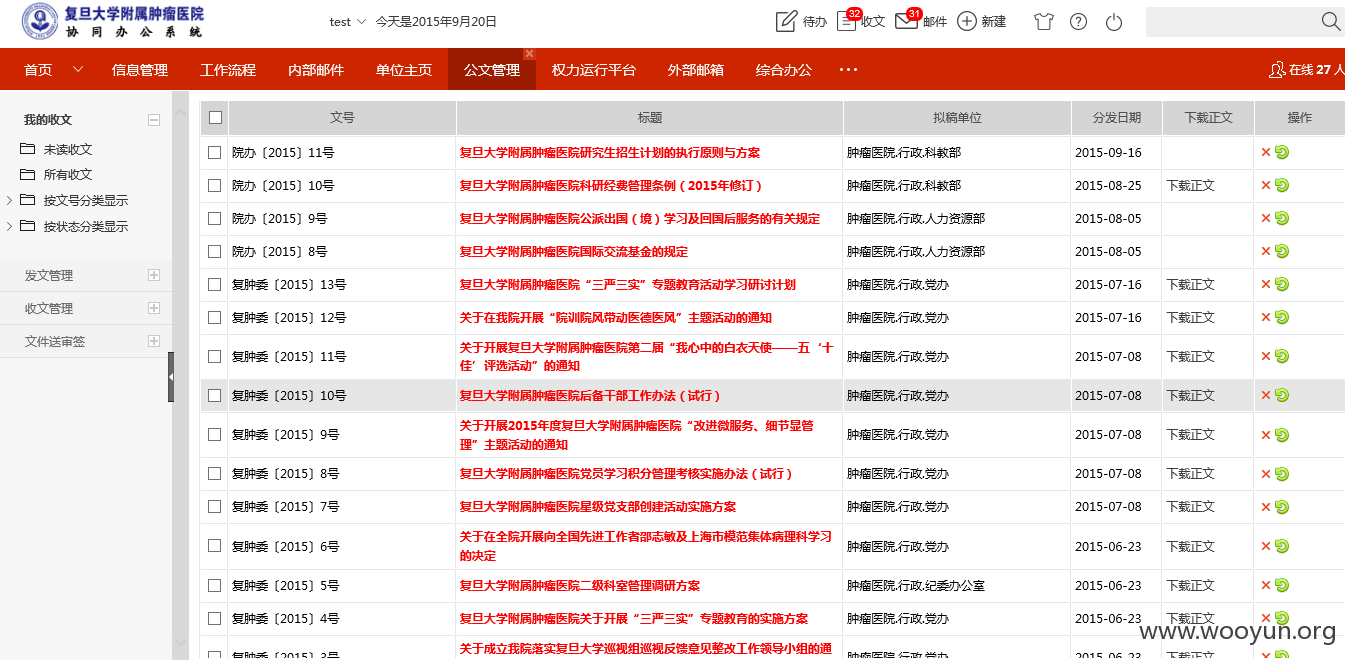 复旦大学附属肿瘤医院
协同办公系统
test 今天是2015年9月20日
待办 32 收文 31 邮件 新建
首页 信息管理 工作流程 内部邮件 单位主页 公文管理 权力运行平台 外部邮箱 综合办公 ··· 在线 27 人
我的收文
未读收文
所有收文
按文号分类显示
按状态分类显示
发文管理
收文管理
文件送审签
文号 标题 拟稿单位 分发日期 下载正文 操作
院办〔2015〕11号 复旦大学附属肿瘤医院研究生招生计划的执行原则与方案 肿瘤医院.行政.科教部 2015-09-16
院办〔2015〕10号 复旦大学附属肿瘤医院科研经费管理条例（2015年修订） 肿瘤医院.行政.科教部 2015-08-25 下载正文
院办〔2015〕9号 复旦大学附属肿瘤医院公派出国（境）学习及回国后服务的有关规定 肿瘤医院.行政.人力资源部 2015-08-05
院办〔2015〕8号 复旦大学附属肿瘤医院国际交流基金的规定 肿瘤医院.行政.人力资源部 2015-08-05
复肿委〔2015〕13号 复旦大学附属肿瘤医院“三严三实”专题教育活动学习研讨计划 肿瘤医院.行政.党办 2015-07-16 下载正文
复肿委〔2015〕12号 关于在我院开展“院训院风带动医德医风”主题活动的通知 肿瘤医院.行政.党办 2015-07-16 下载正文
复肿委〔2015〕11号 关于开展复旦大学附属肿瘤医院第二届“我心中的白衣天使——五‘十
佳’评选活动”的通知 肿瘤医院.行政.党办 2015-07-08 下载正文
复肿委〔2015〕10号 复旦大学附属肿瘤医院后备干部工作办法（试行） 肿瘤医院.行政.党办 2015-07-08 下载正文
复肿委〔2015〕9号 关于开展2015年度复旦大学附属肿瘤医院“改进微服务、细节显管
理”主题活动的通知 肿瘤医院.行政.党办 2015-07-08 下载正文
复肿委〔2015〕8号 复旦大学附属肿瘤医院党员学习积分管理考核实施办法（试行） 肿瘤医院.行政.党办 2015-07-08 下载正文
复肿委〔2015〕7号 复旦大学附属肿瘤医院星级党支部创建活动实施方案 肿瘤医院.行政.党办 2015-07-08 下载正文
复肿委〔2015〕6号 关于在全院开展向全国先进工作者邵志敏及上海市模范集体病理科学习
的决定 肿瘤医院.行政.党办 2015-06-23 下载正文
复肿委〔2015〕5号 复旦大学附属肿瘤医院二级科室管理调研方案 肿瘤医院.行政.纪委办公室 2015-06-23 下载正文
复肿委〔2015〕4号 复旦大学附属肿瘤医院关于开展“三严三实”专题教育的实施方案 肿瘤医院.行政.党办 2015-06-23 下载正文
复肿委〔2015〕3号 关于成立我院落实复旦大学巡视组巡视反馈意见整改工作领导小组的通 肿瘤医院.行政.党办 2015-06-23 下载正文
www.wooyun.org